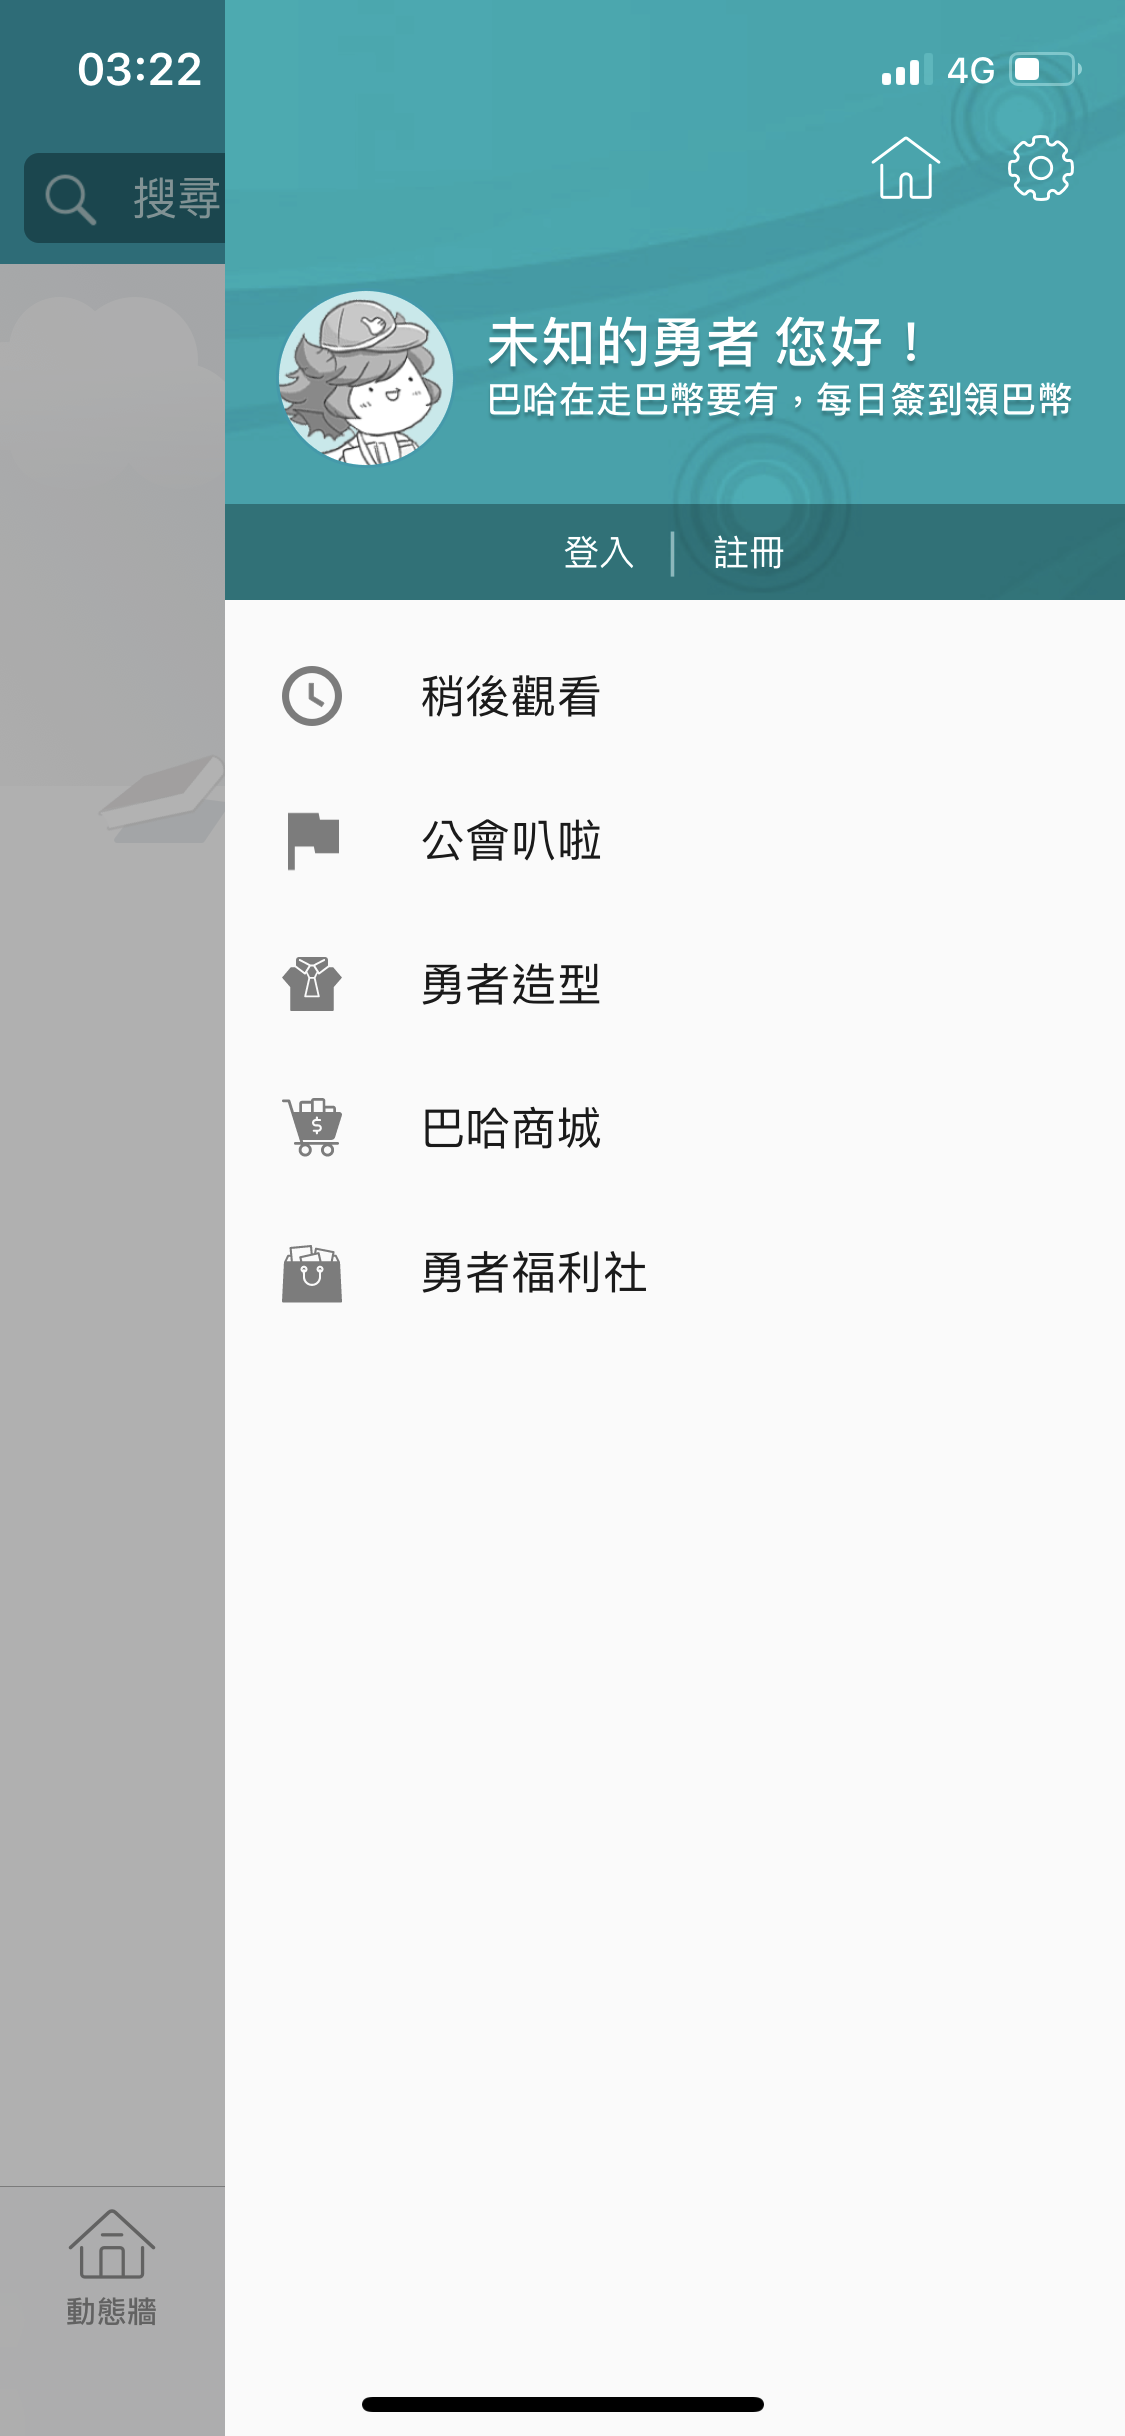 03:22
4G
搜尋
未知的勇者 您好！
巴哈在走巴幣要有，每日簽到領巴幣
登入 | 註冊
稍後觀看
公會叭啦
勇者造型
巴哈商城
勇者福利社
動態牆